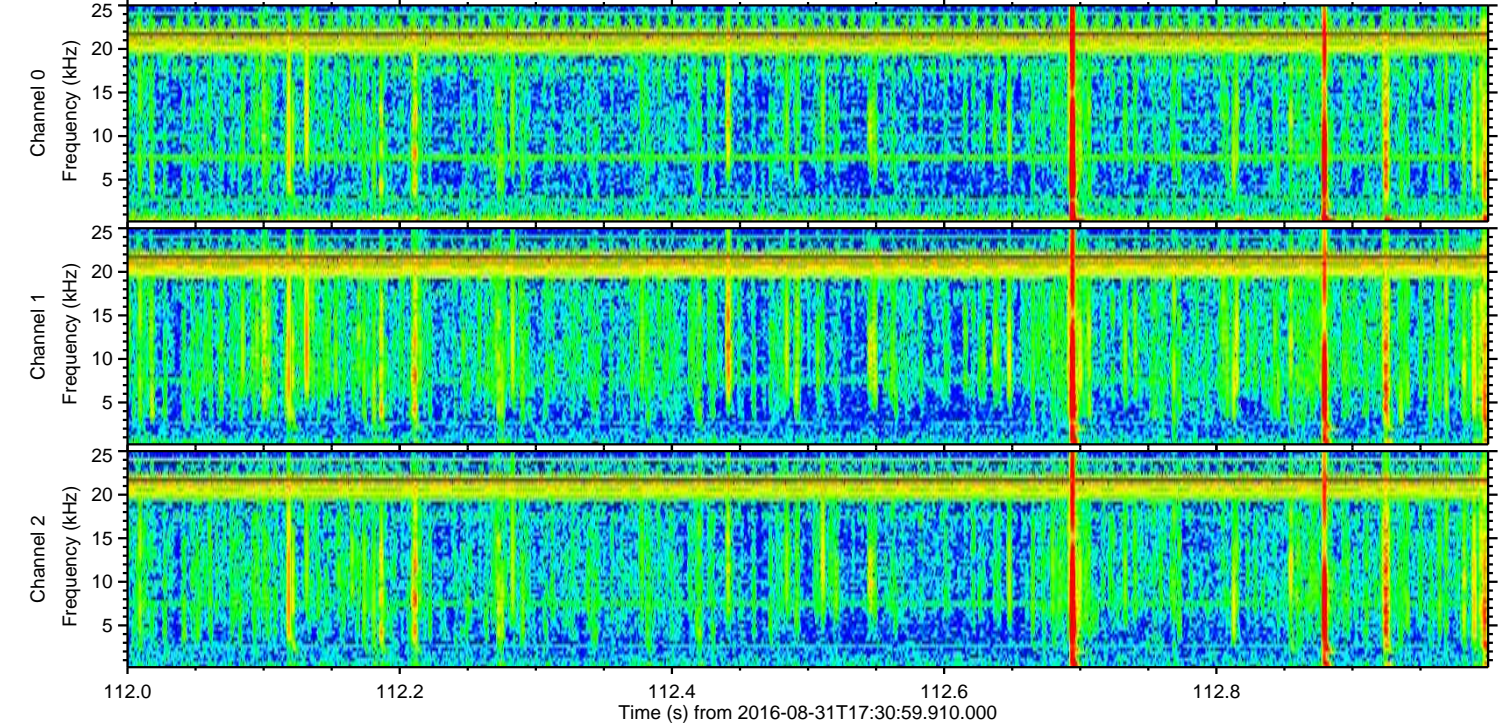 Channel 0
Frequency (kHz)
25
20
15
10
5
Channel 1
Frequency (kHz)
25
20
15
10
5
Channel 2
Frequency (kHz)
25
20
15
10
5
112.0 112.2 112.4 112.6 112.8
Time (s) from 2016-08-31T17:30:59.910.000